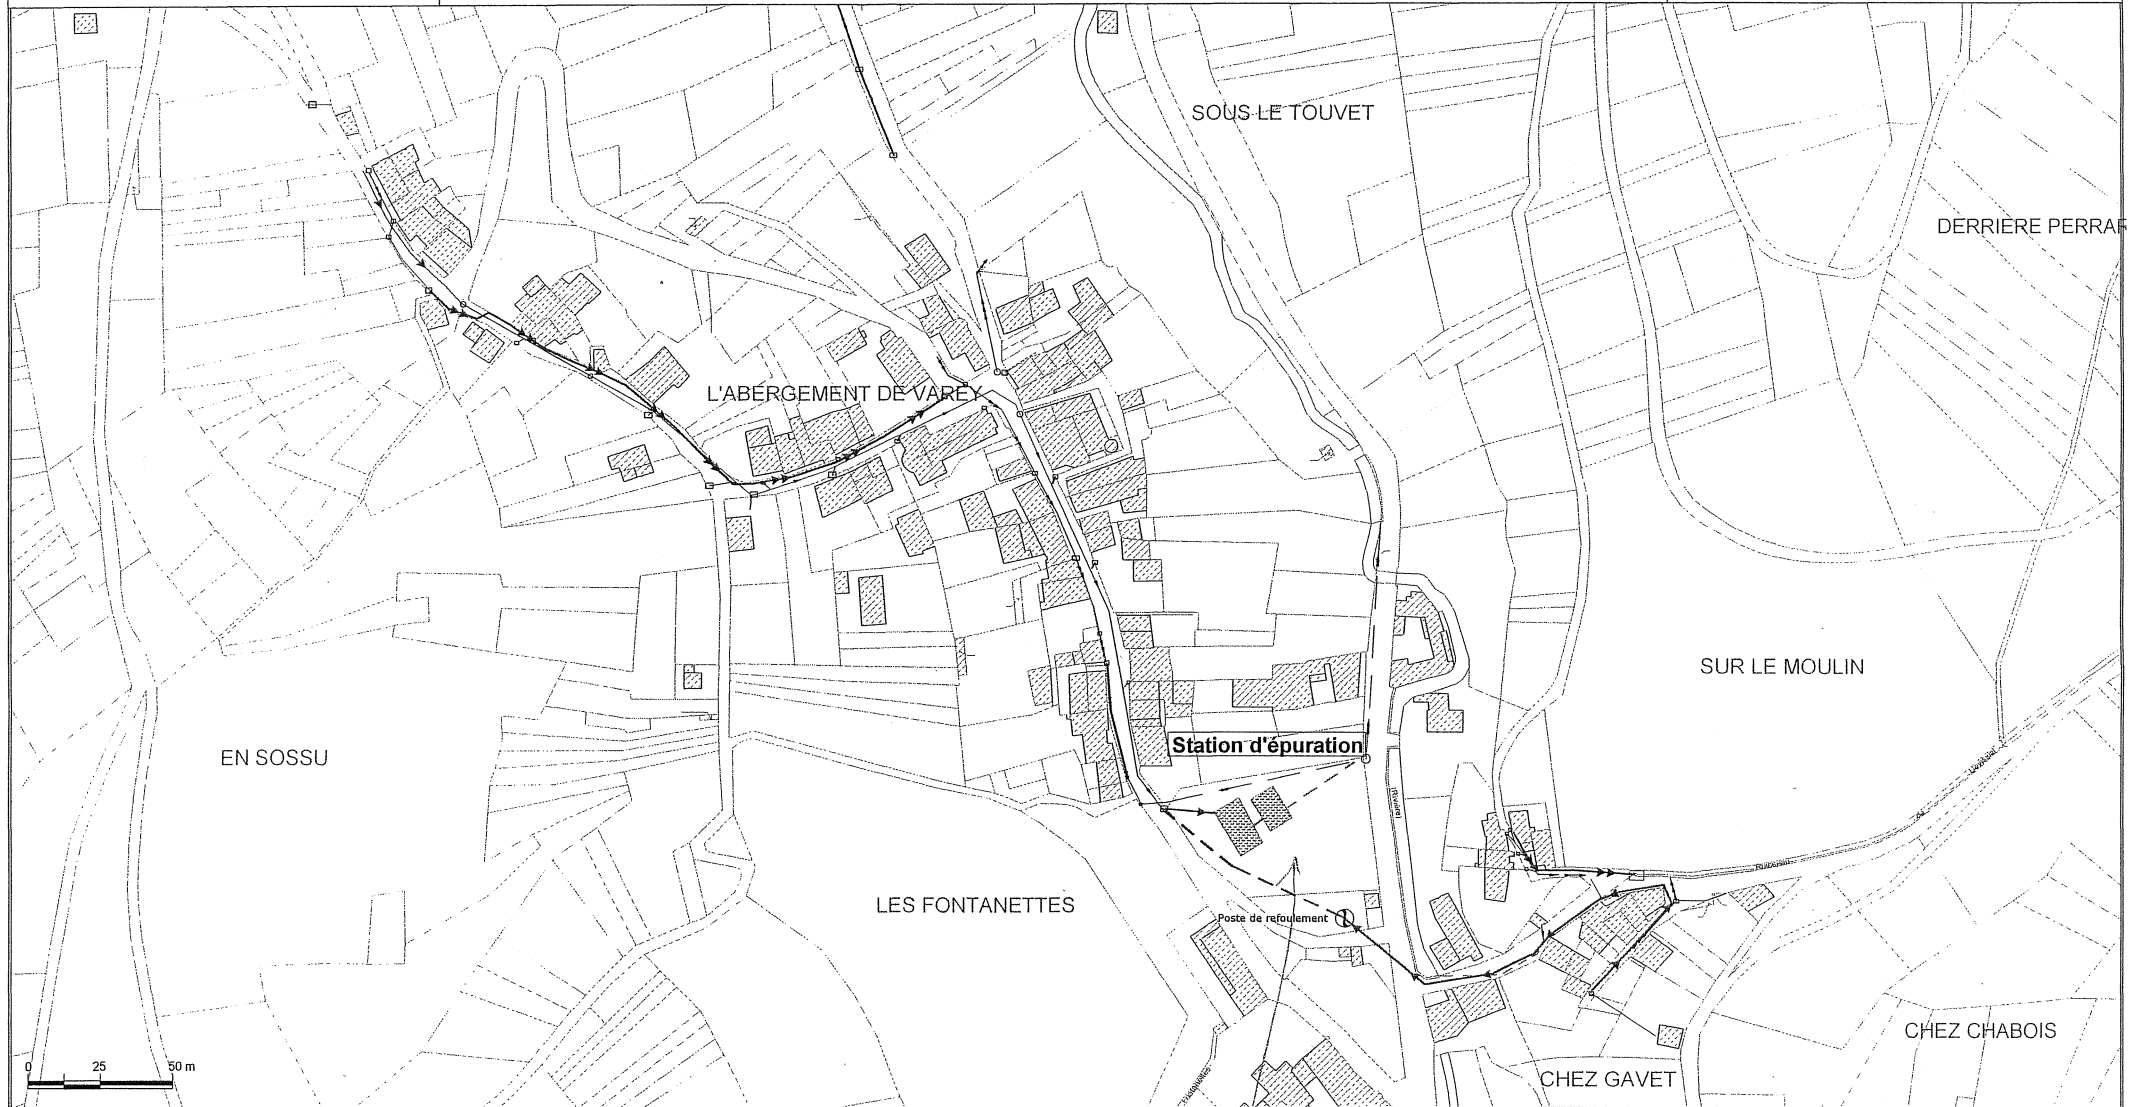 SOUS LE TOUVET
DERRIERE PERRAR
L'ABERGEMENT DE VAREY
SUR LE MOULIN
Station d'épuration
EN SOSSU
LES FONTANETTES
Poste de refoulement
CHEZ CHABOIS
CHEZ GAVET
0 25 50 m